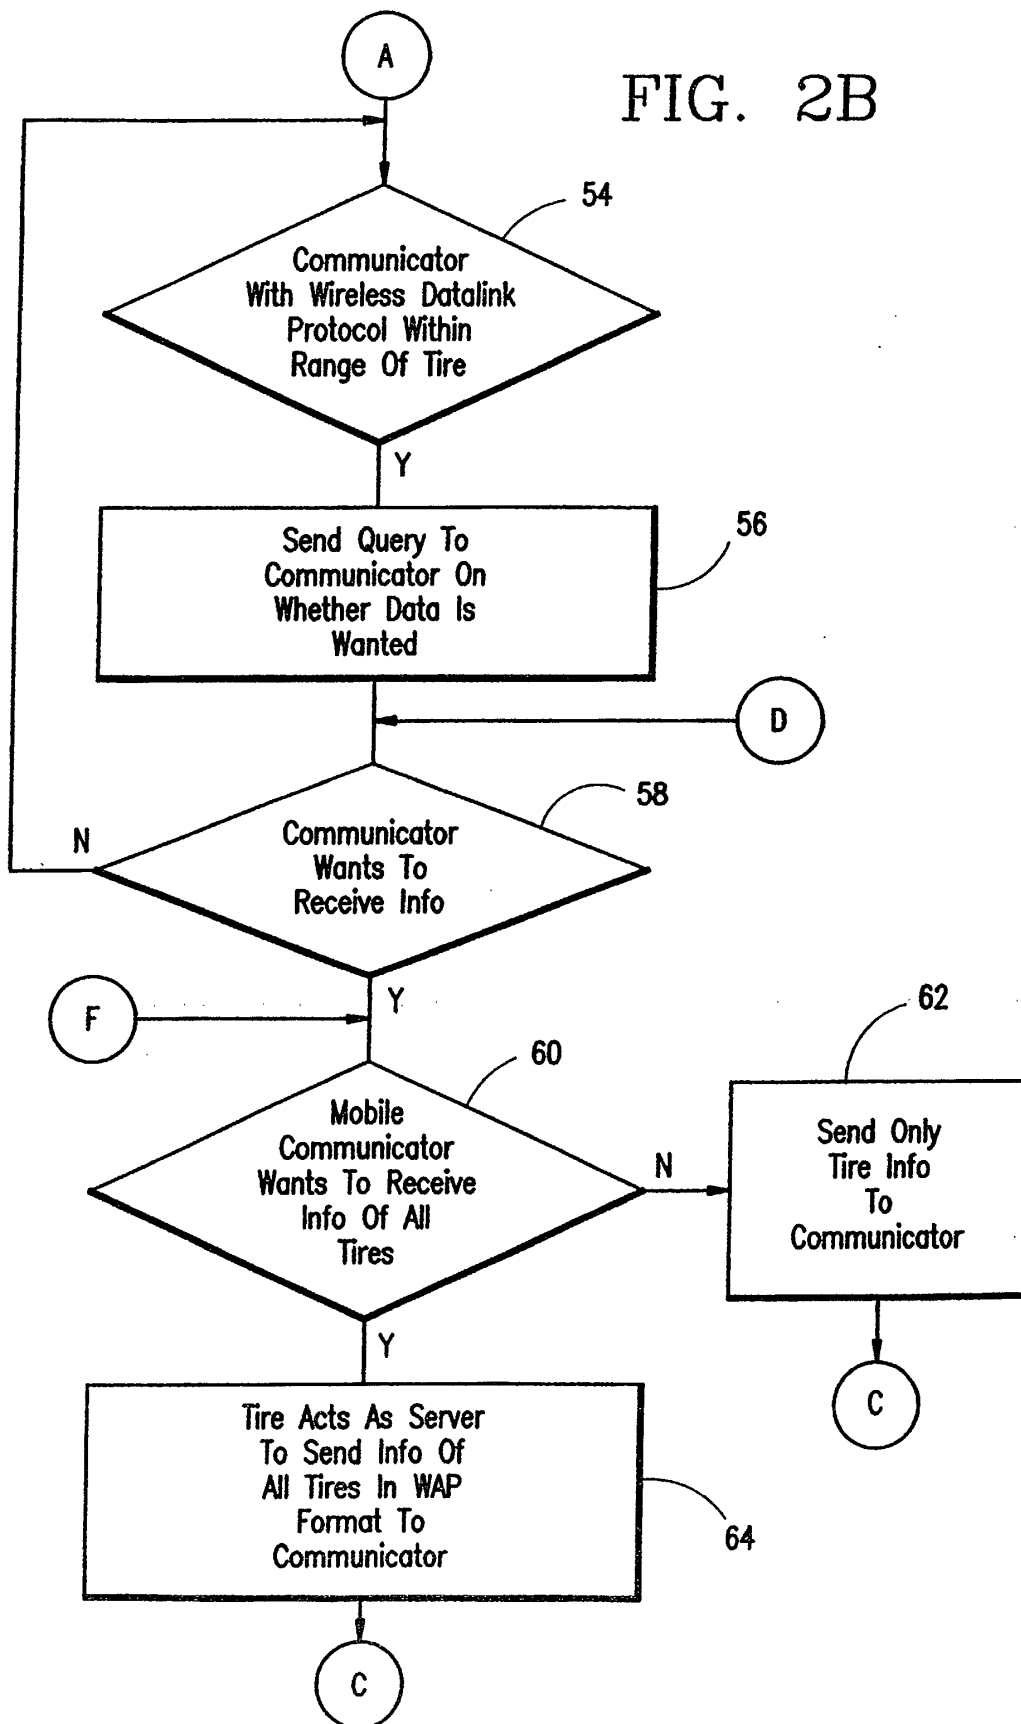 A
FIG. 2B
54
Communicator
With Wireless Datalink
Protocol Within
Range Of Tire
Y
56
Send Query To
Communicator On
Whether Data Is
Wanted
D
58
N
Communicator
Wants To
Receive Info
Y
F
62
60
Mobile
Communicator
Wants To Receive
Info Of All
Tires
N
Send Only
Tire Info
To
Communicator
Y
C
Tire Acts As Server
To Send Info Of
All Tires In WAP
Format To
Communicator
64
C